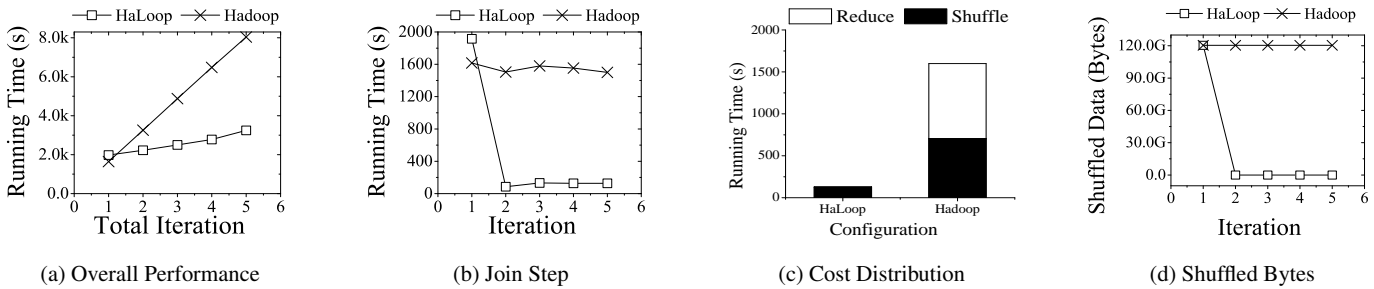 HaLoop Hadoop
Running Time (s)
8.0k
6.0k
4.0k
2.0k
0.0
0 1 2 3 4 5 6
Total Iteration
(a) Overall Performance
HaLoop Hadoop
Running Time (s)
2000
1600
1200
800
400
0
0 1 2 3 4 5 6
Iteration
(b) Join Step
Reduce Shuffle
Running Time (s)
2000
1500
1000
500
0
HaLoop Hadoop
Configuration
(c) Cost Distribution
HaLoop Hadoop
Shuffled Data (Bytes)
120.0G
90.0G
60.0G
30.0G
0.0
0 1 2 3 4 5 6
Iteration
(d) Shuffled Bytes